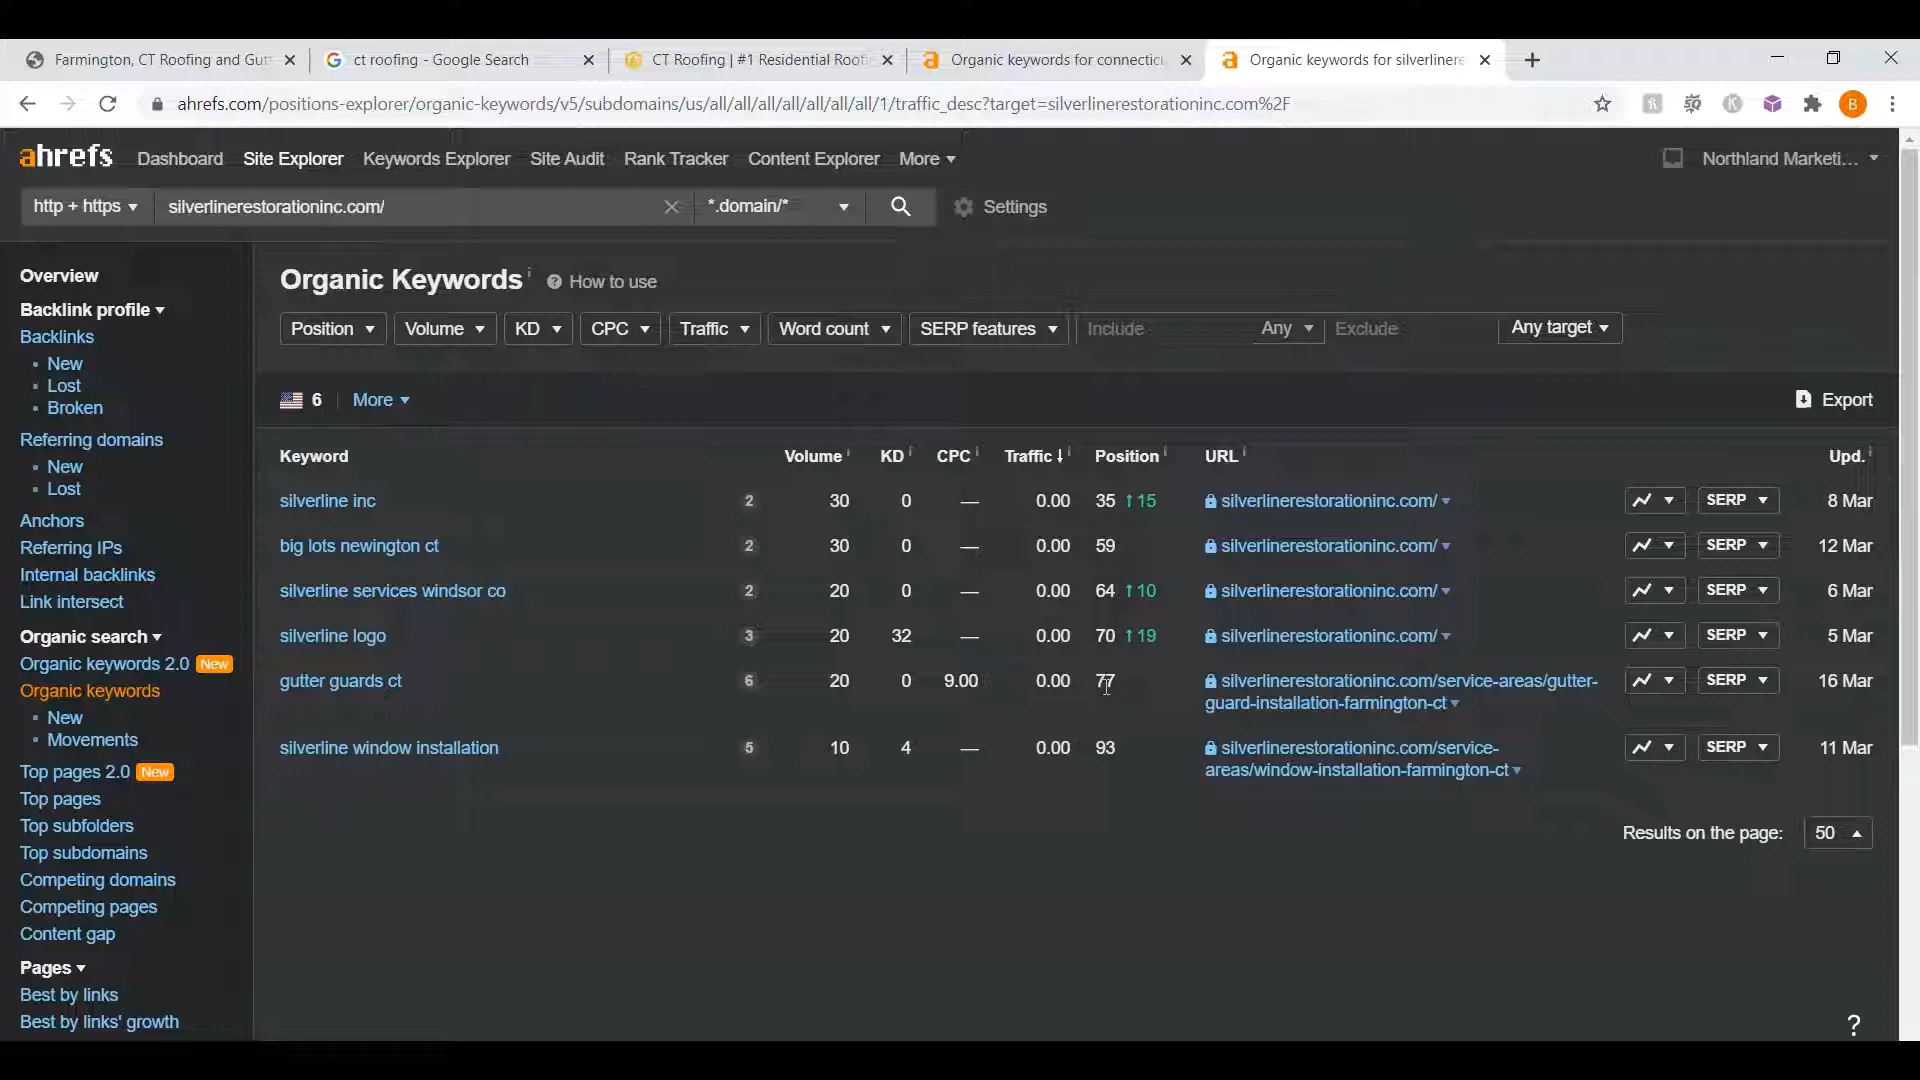 Farmington, CT Roofing and Gutt
ct roofing - Google Search
CT Roofing | #1 Residential Roofi
Organic keywords for connecticu
Organic keywords for silverlinere
ahrefs.com/positions-explorer/organic-keywords/v5/subdomains/us/all/all/all/all/all/all/all/1/traffic_desc?target=silverlinerestorationinc.com%2F
B
ahrefs Dashboard Site Explorer Keywords Explorer Site Audit Rank Tracker Content Explorer More Northland Marketi...
http + https silverlinerestorationinc.com/ *.domain/* Settings
Overview
Backlink profile
Backlinks
New
Lost
Broken
Referring domains
New
Lost
Anchors
Referring IPs
Internal backlinks
Link intersect
Organic search
Organic keywords 2.0 New
Organic keywords
New
Movements
Top pages 2.0 New
Top pages
Top subfolders
Top subdomains
Competing domains
Competing pages
Content gap
Pages
Best by links
Best by links' growth
Organic Keywords i ? How to use
Position Volume KD CPC Traffic Word count SERP features Include Any Exclude Any target
6 More Export
Keyword Volume i KD i CPC i Traffic ↓ i Position i URL i Upd. i
silverline inc 2 30 0 — 0.00 35 ↑15 silverlinerestorationinc.com/ SERP 8 Mar
big lots newington ct 2 30 0 — 0.00 59 silverlinerestorationinc.com/ SERP 12 Mar
silverline services windsor co 2 20 0 — 0.00 64 ↑10 silverlinerestorationinc.com/ SERP 6 Mar
silverline logo 3 20 32 — 0.00 70 ↑19 silverlinerestorationinc.com/ SERP 5 Mar
gutter guards ct 6 20 0 9.00 0.00 77 silverlinerestorationinc.com/service-areas/gutter- SERP 16 Mar
guard-installation-farmington-ct
silverline window installation 5 10 4 — 0.00 93 silverlinerestorationinc.com/service- SERP 11 Mar
areas/window-installation-farmington-ct
Results on the page: 50
?